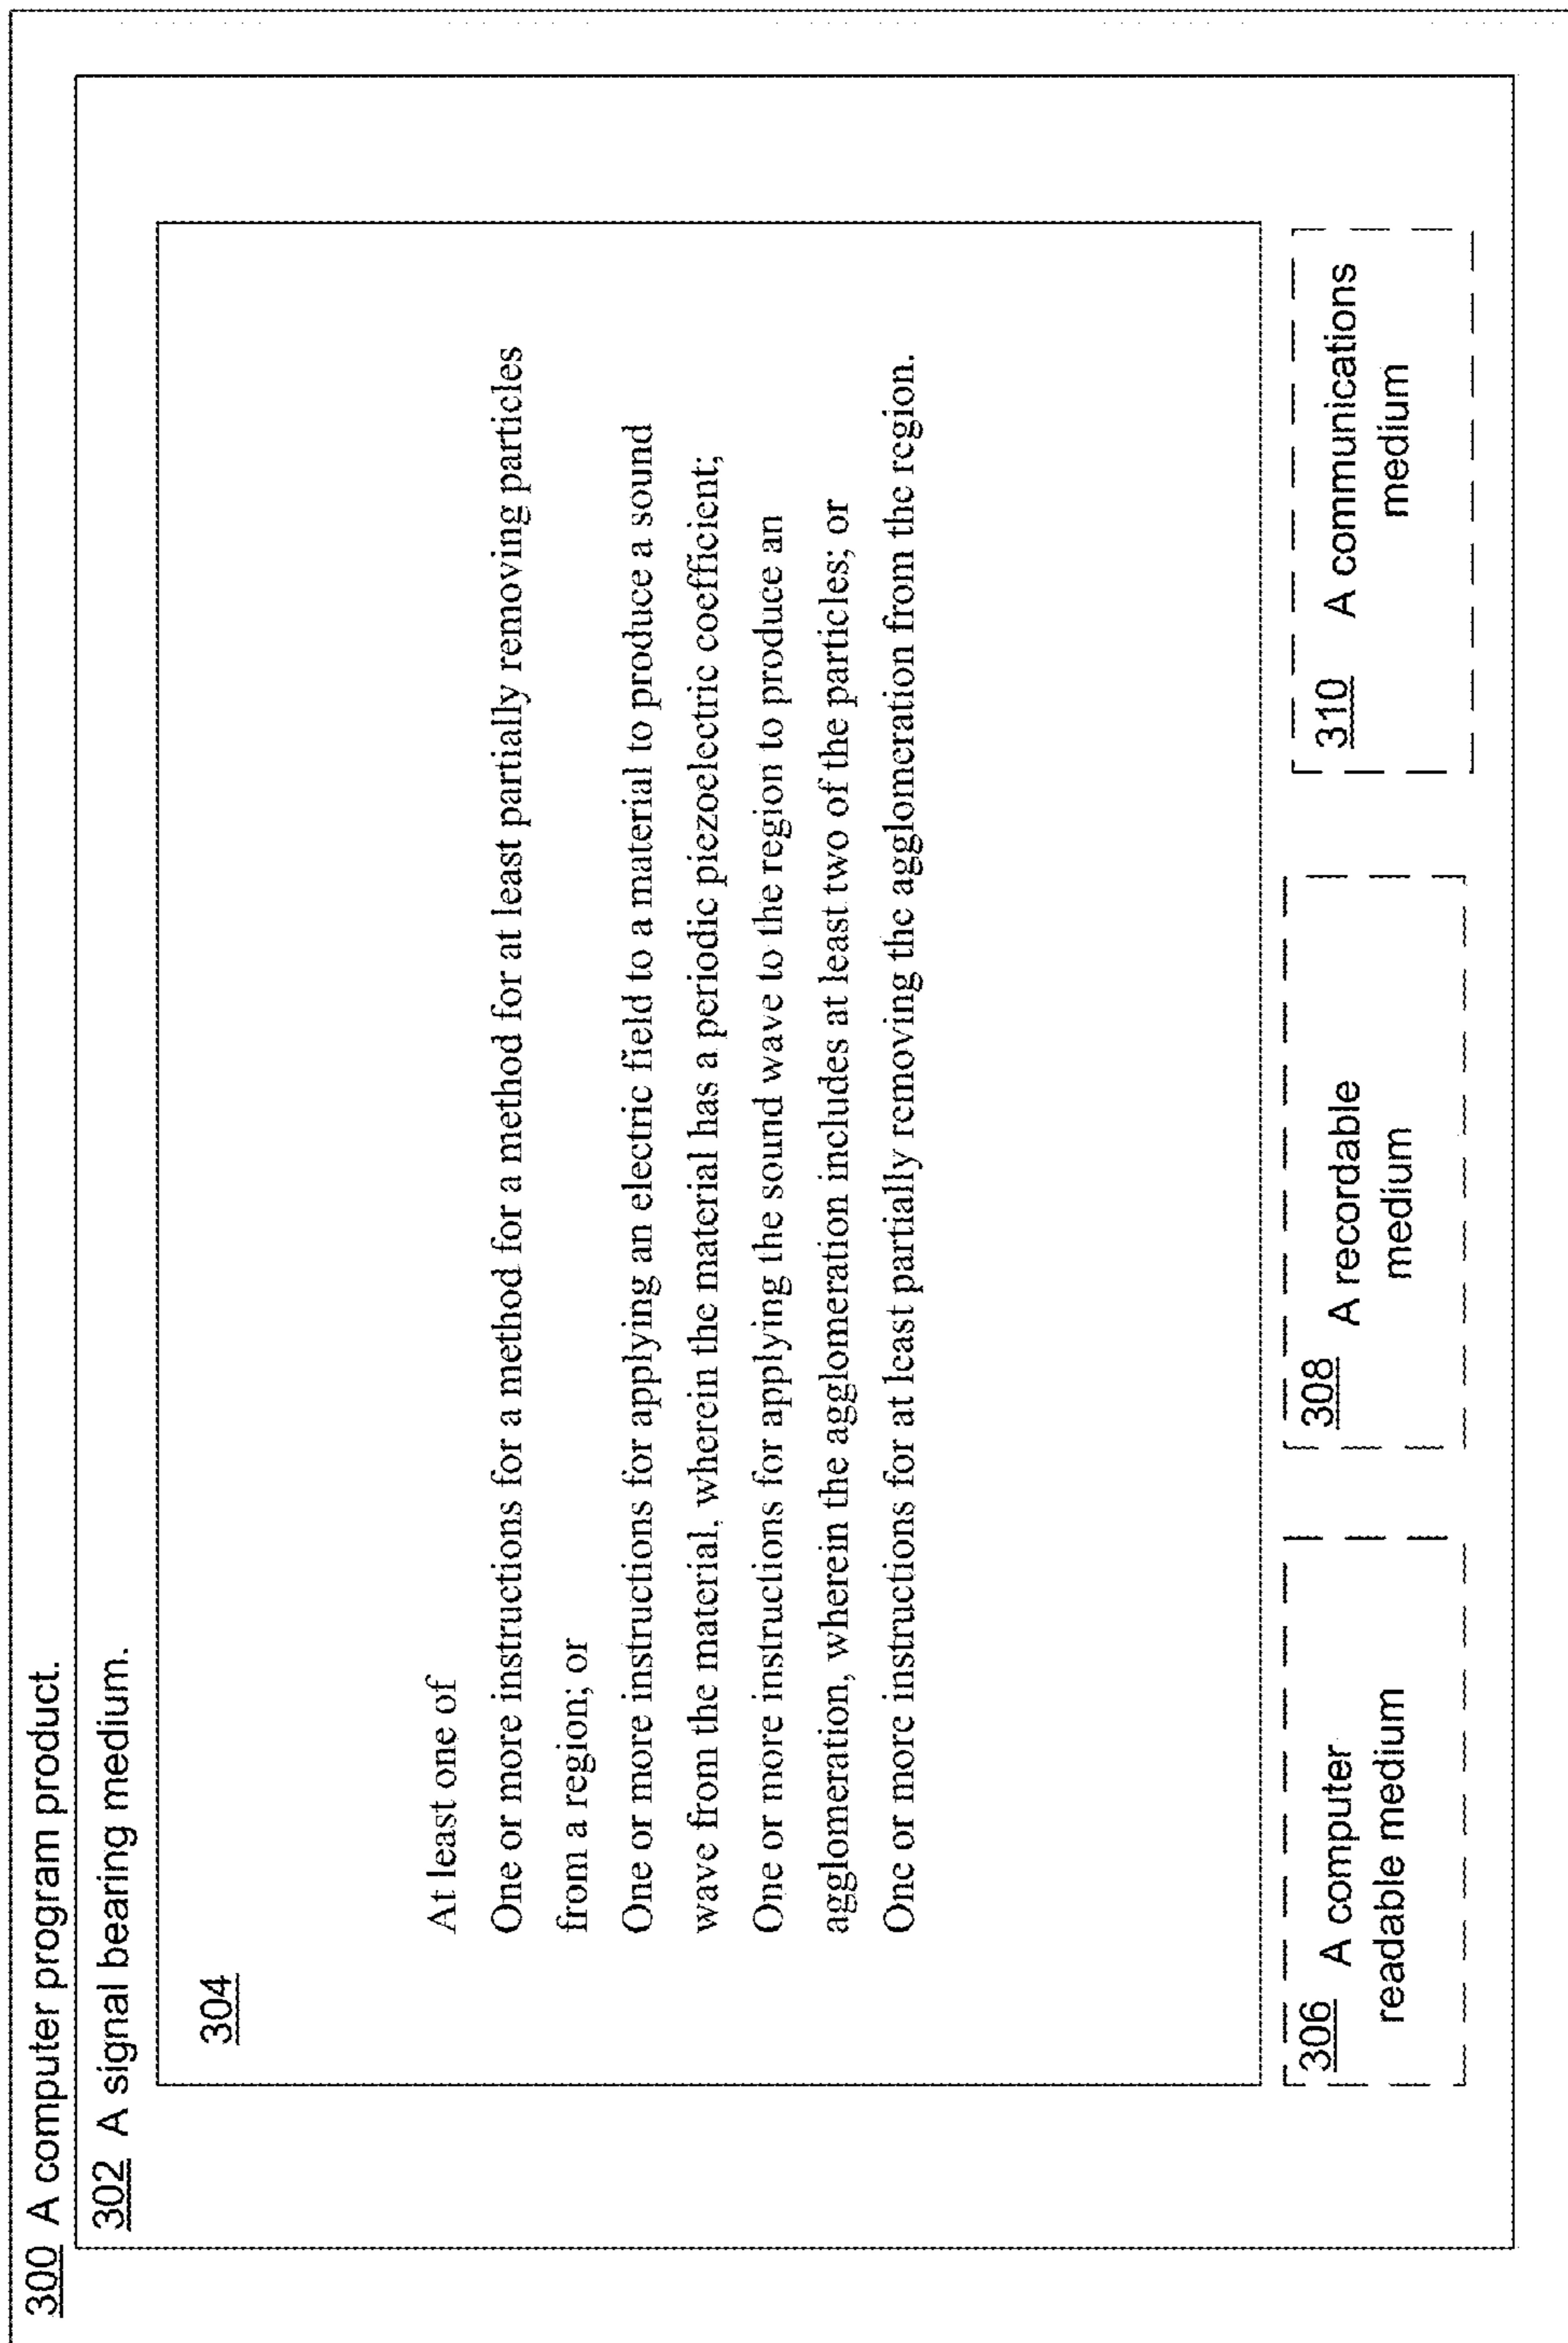 300 A computer program product.
302 A signal bearing medium.
304
At least one of
One or more instructions for a method for a method for at least partially removing particles
from a region; or
One or more instructions for applying an electric field to a material to produce a sound
wave from the material, wherein the material has a periodic piezoelectric coefficient;
One or more instructions for applying the sound wave to the region to produce an
agglomeration, wherein the agglomeration includes at least two of the particles; or
One or more instructions for at least partially removing the agglomeration from the region.
306 A computer
readable medium
308 A recordable
medium
310 A communications
medium